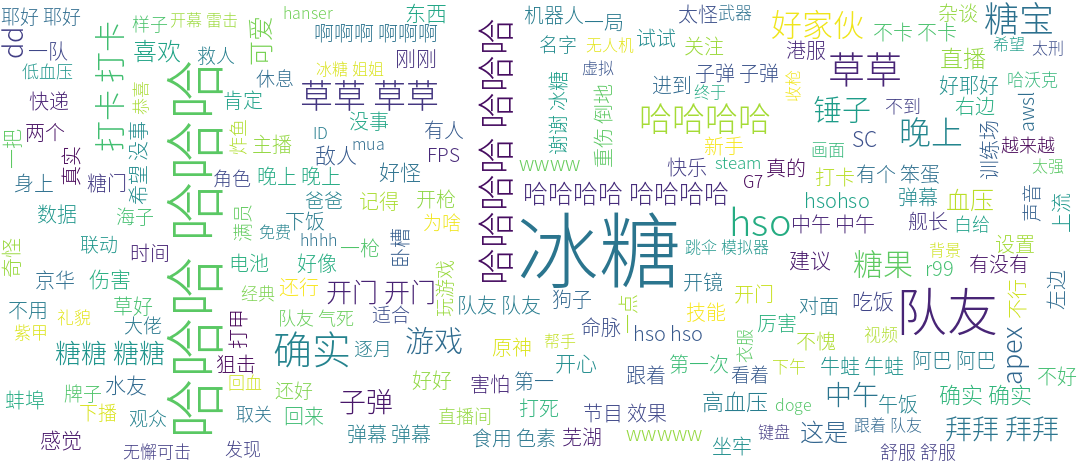 耶好 耶好
样子
开幕 雷击
hanser
东西
机器人
一局
太怪
武器
好家伙
不卡 不卡
杂谈
糖宝
dd
一队
打卡 打卡
喜欢
救人
可爱
啊啊啊 啊啊啊
刚刚
名字
试试
关注
港服
直播
希望
太刑
低血压
恭喜
休息
冰糖 姐姐
无人机
虚拟
进到
子弹 子弹
收枪
草草
好耶好
哈沃克
快递
肯定
草草 草草
谢谢 冰糖
重伤 倒地
终于
锤子
不到
右边
awsl
一把
两个
希望 没事
炸鱼
主播
ID
没事
有人
敌人
mua
FPS
哈哈哈哈
新手
SC
晚上
画面
训练场
越来越
真实
身上
糖门
角色
晚上 晚上
好怪
wwww
快乐
steam
真的
G7
打卡
有个 笨蛋
太强
数据
海子
满员
下饭
爸爸
记得
开枪
哈哈哈哈 哈哈哈哈
hsohso
弹幕
血压
声音
上流
奇怪
联动
时间
免费
hhhh
一枪
卧槽
为啥
冰糖
hso
中午 中午
舰长
白给
京华
伤害
电池
好像
玩游戏
跳伞 模拟器
建议
糖果
背景
设置
有没有
r99
左边
哈 哈 哈 哈 哈 哈
哈 哈 哈 哈 哈 哈
不用
草好
经典
还行
开门 开门
队友 队友
狗子
一点
开镜
开门
对面
吃饭
队友
不行
紫甲
礼貌
大佬
打甲
队友 气死
适合
命脉
hso hso
技能
厉害
不愧
视频
apex
糖糖 糖糖
狙击
确实
逐月
游戏
原神
帮手
开心
第一次
衣服
看着
下午
牛蛙 牛蛙
阿巴 阿巴
蚌埠
牌子
水友
回血
还好
好好
害怕
第一
跟着
高血压
doge
中午
午饭
确实 确实
不好
下播
观众
取关
回来
子弹
直播间
打死
节目 效果
键盘
这是
跟着 队友
拜拜 拜拜
感觉
无懈可击
发现
弹幕 弹幕
食用 色素
芜湖
wwwww
坐牢
舒服 舒服